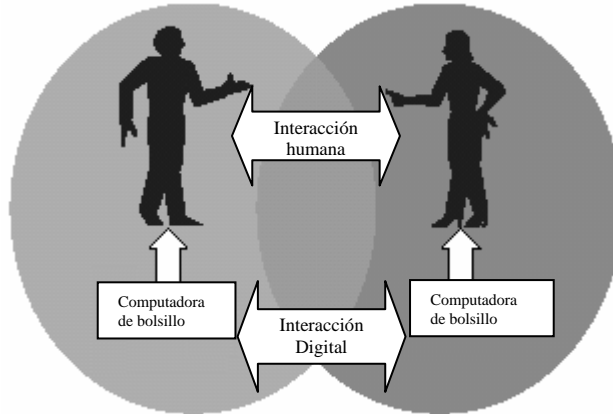 Interacción
humana
Computadora
de bolsillo
Interacción
Digital
Computadora
de bolsillo